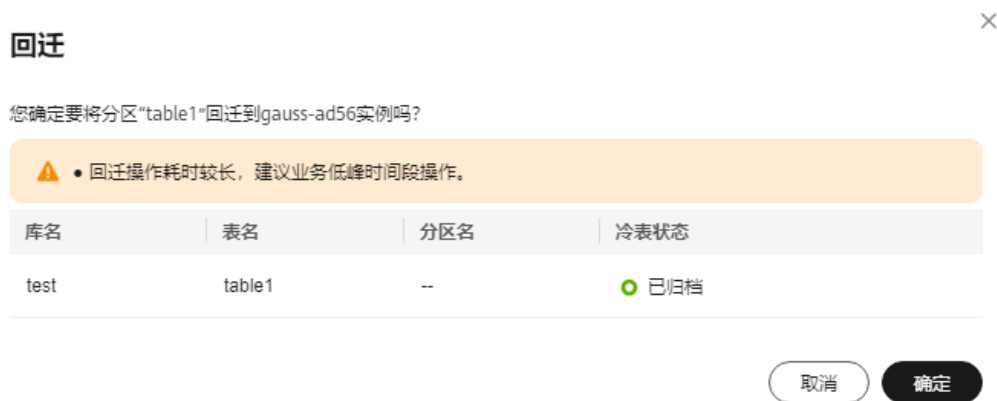 回迁
您确定要将分区“table1”回迁到gauss-ad56实例吗？
• 回迁操作耗时较长，建议业务低峰时间段操作。
库名 表名 分区名 冷表状态
test table1 -- 已归档
取消 确定